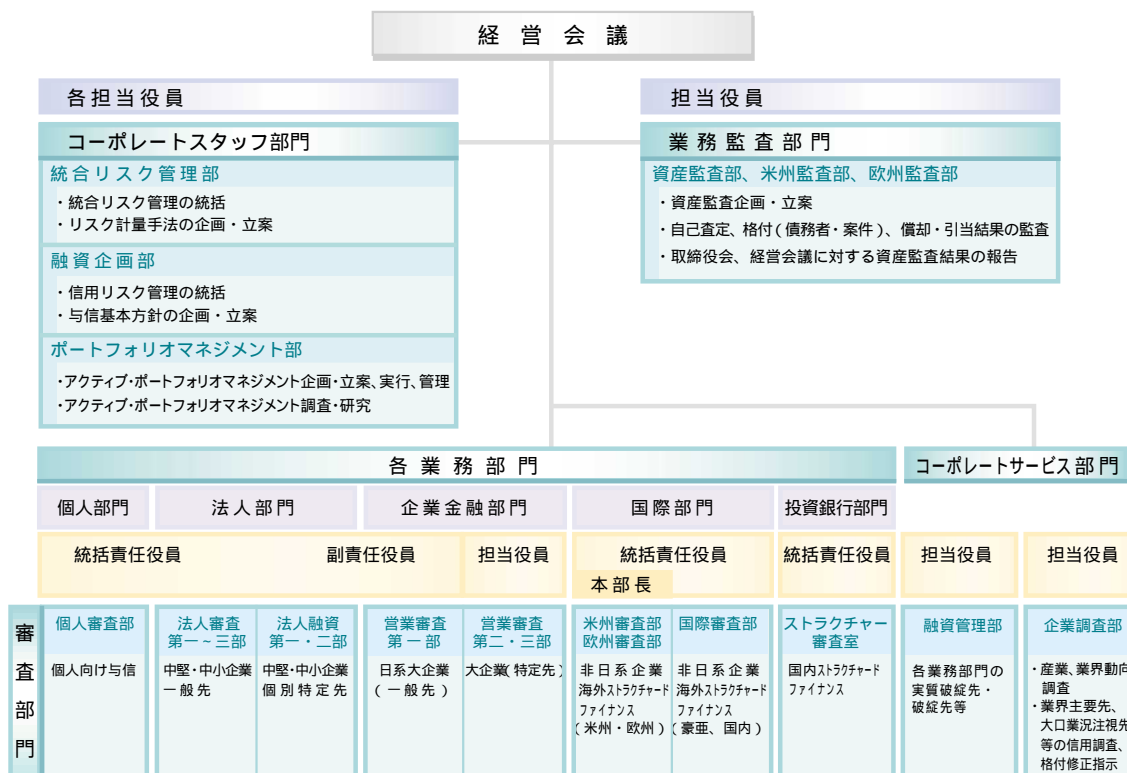 経営会議
各担当役員
コーポレートスタッフ部門
統合リスク管理部
・統合リスク管理の統括
・リスク計量手法の企画・立案
融資企画部
・信用リスク管理の統括
・与信基本方針の企画・立案
ポートフォリオマネジメント部
・アクティブ・ポートフォリオマネジメント企画・立案、実行、管理
・アクティブ・ポートフォリオマネジメント調査・研究
担当役員
業務監査部門
資産監査部、米州監査部、欧州監査部
・資産監査企画・立案
・自己査定、格付(債務者・案件)、償却・引当結果の監査
・取締役会、経営会議に対する資産監査結果の報告
各業務部門
コーポレートサービス部門
個人部門
法人部門
企業金融部門
国際部門
投資銀行部門
統括責任役員
副責任役員
担当役員
統括責任役員
本部長
統括責任役員
担当役員
担当役員
審査部門
個人審査部
個人向け与信
法人審査
第一~三部
中堅・中小企業
一般先
法人融資
第一・二部
中堅・中小企業
個別特定先
営業審査
第一部
日系大企業
(一般先)
営業審査
第二・三部
大企業(特定先)
米州審査部
欧州審査部
非日系企業
海外ストラクチャード
ファイナンス
(米州・欧州)
国際審査部
非日系企業
海外ストラクチャード
ファイナンス
(豪亜、国内)
ストラクチャー
審査室
国内ストラクチャード
ファイナンス
融資管理部
各業務部門の
実質破綻先・
破綻先等
企業調査部
・産業、業界動向
調査
・業界主要先、
大口業況注視先
等の信用調査、
格付修正指示